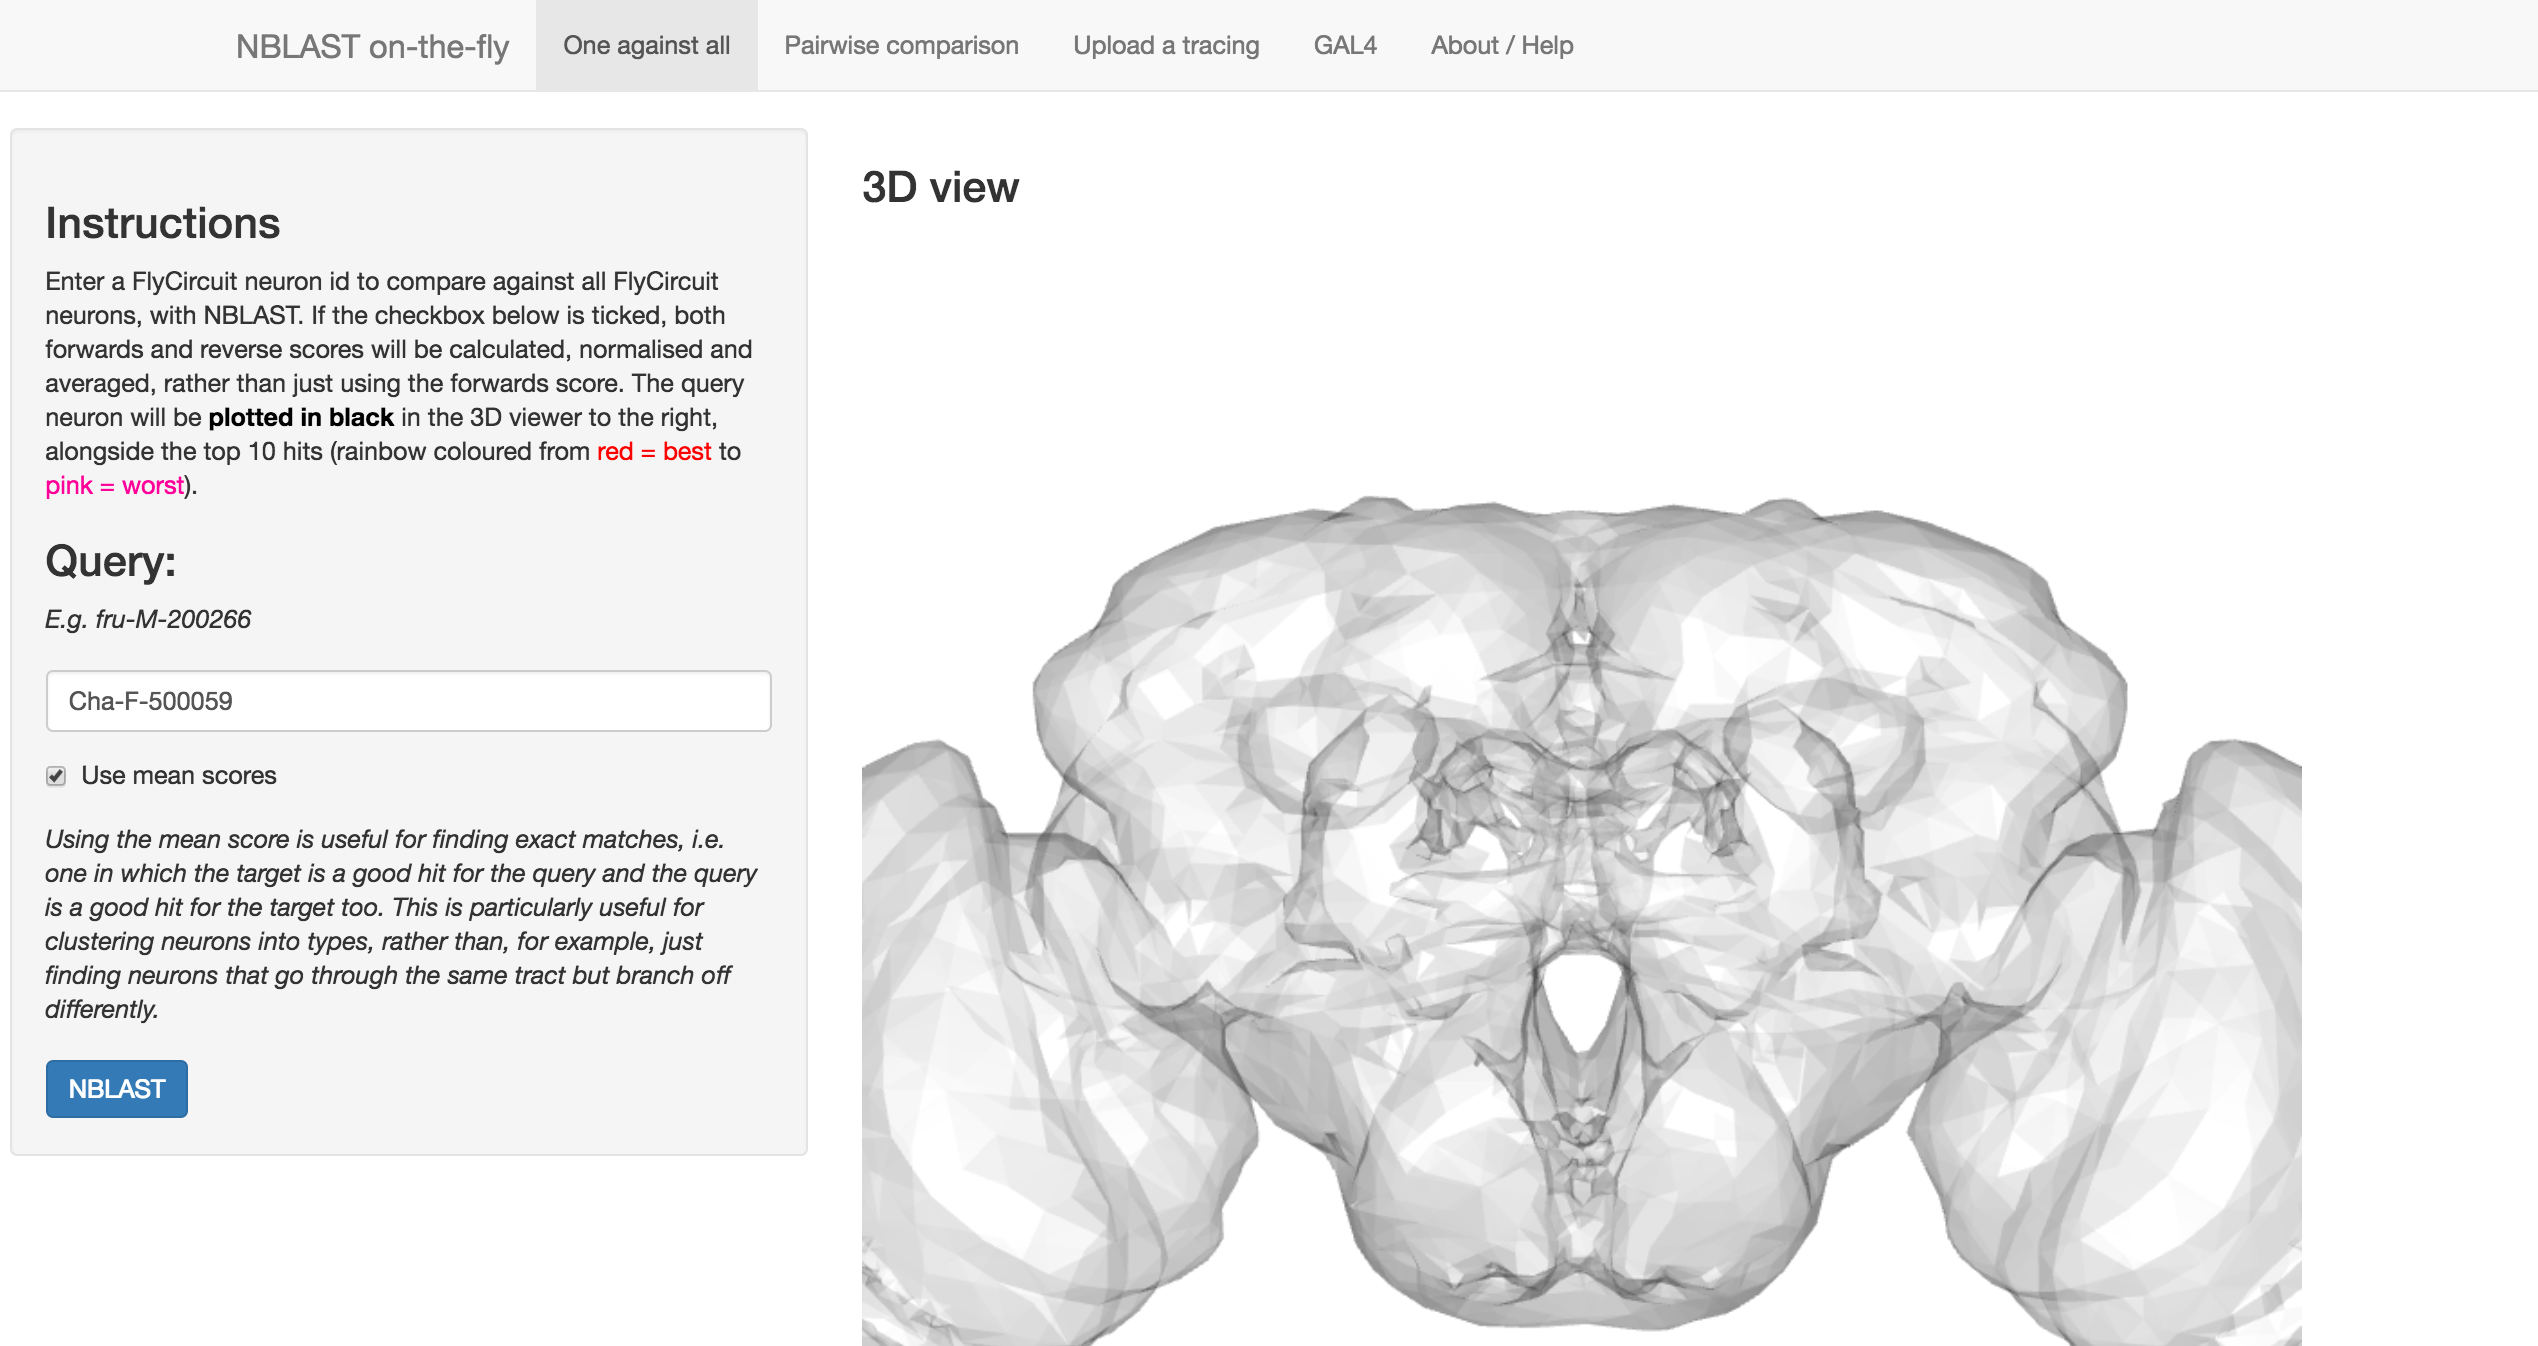 NBLAST on-the-fly One against all Pairwise comparison Upload a tracing GAL4 About / Help
Instructions
Enter a FlyCircuit neuron id to compare against all FlyCircuit
neurons, with NBLAST. If the checkbox below is ticked, both
forwards and reverse scores will be calculated, normalised and
averaged, rather than just using the forwards score. The query
neuron will be plotted in black in the 3D viewer to the right,
alongside the top 10 hits (rainbow coloured from red = best to
pink = worst).
Query:
E.g. fru-M-200266
Cha-F-500059
Use mean scores
Using the mean score is useful for finding exact matches, i.e.
one in which the target is a good hit for the query and the query
is a good hit for the target too. This is particularly useful for
clustering neurons into types, rather than, for example, just
finding neurons that go through the same tract but branch off
differently.
NBLAST
3D view